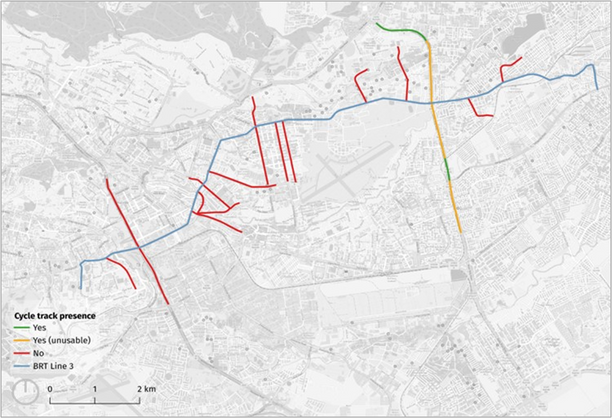 Cycle track presence
Yes
Yes (unusable)
No
BRT Line 3
0 1 2 km